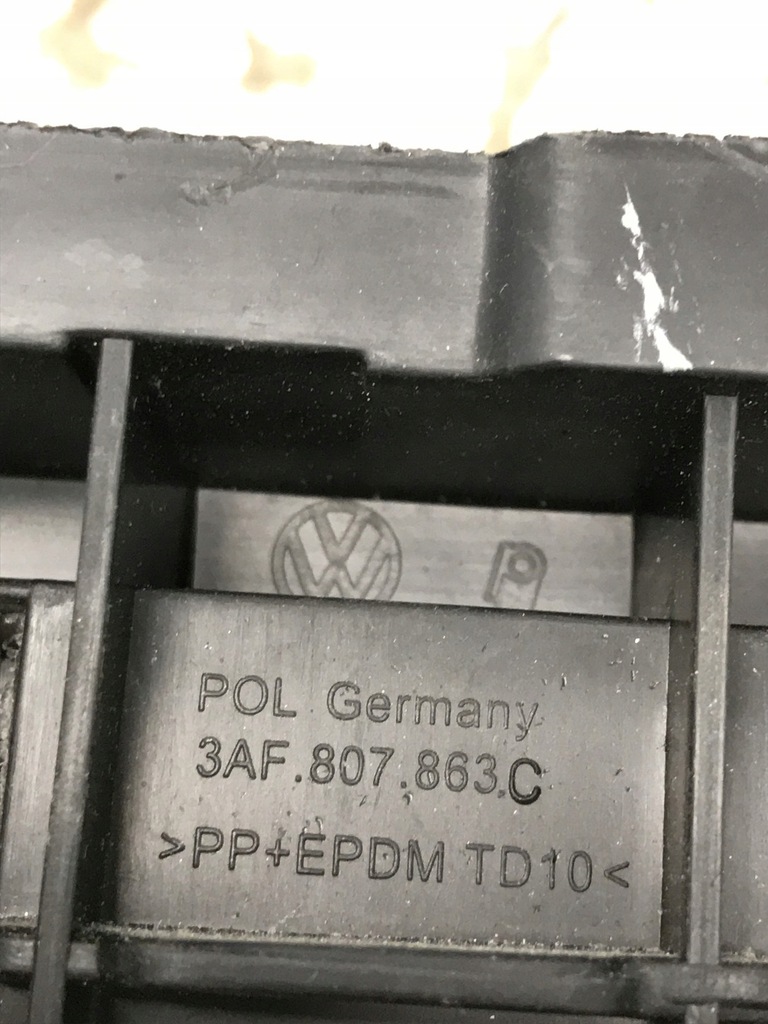 POL Germany
3AF.807.863.C
>PP+EPDM TD10<